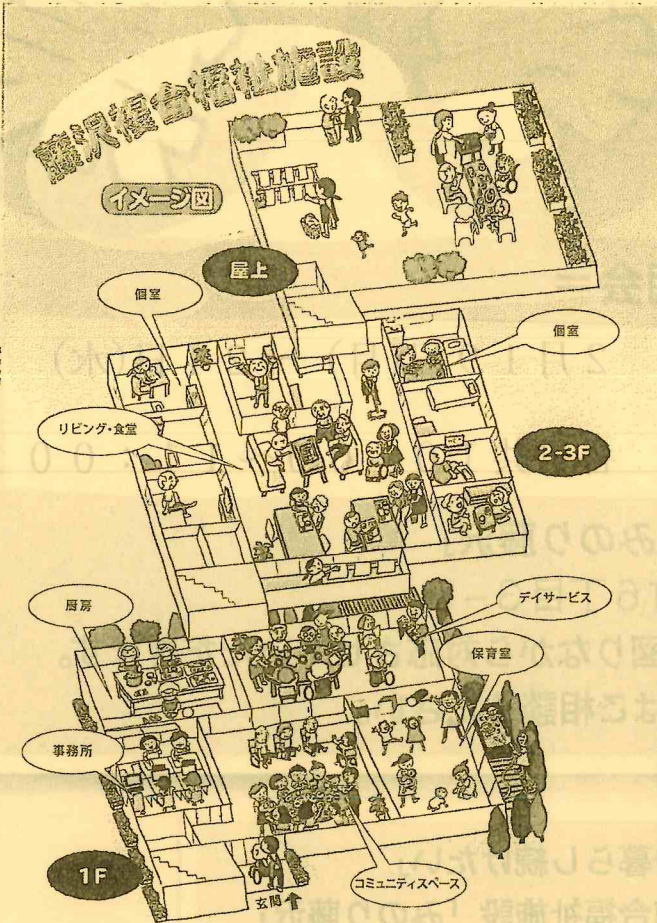 藤沢複合福祉施設
イメージ図
屋上
個室
個室
リビング・食堂
2-3F
厨房
デイサービス
保育室
事務所
1F
玄関
コミュニティスペース